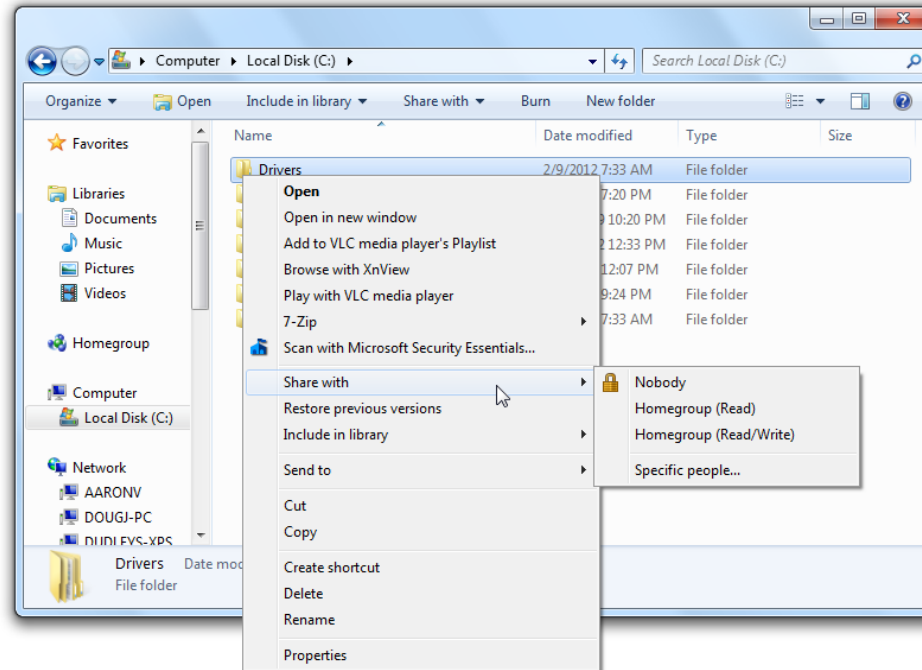 Computer Local Disk (C:)
Search Local Disk (C:)
Organize Open Include in library Share with Burn New folder
Name Date modified Type Size
Favorites
Libraries
Documents
Music
Pictures
Videos
Homegroup
Computer
Local Disk (C:)
Network
AARONV
DOUGJ-PC
DUDLEYS-XPS
Drivers 2/9/2012 7:33 AM File folder
7:20 PM File folder
10:20 PM File folder
12:33 PM File folder
12:07 PM File folder
9:24 PM File folder
7:33 AM File folder
Open
Open in new window
Add to VLC media player's Playlist
Browse with XnView
Play with VLC media player
7-Zip
Scan with Microsoft Security Essentials...
Share with
Restore previous versions
Include in library
Send to
Cut
Copy
Create shortcut
Delete
Rename
Properties
Nobody
Homegroup (Read)
Homegroup (Read/Write)
Specific people...
Drivers Date
File folder